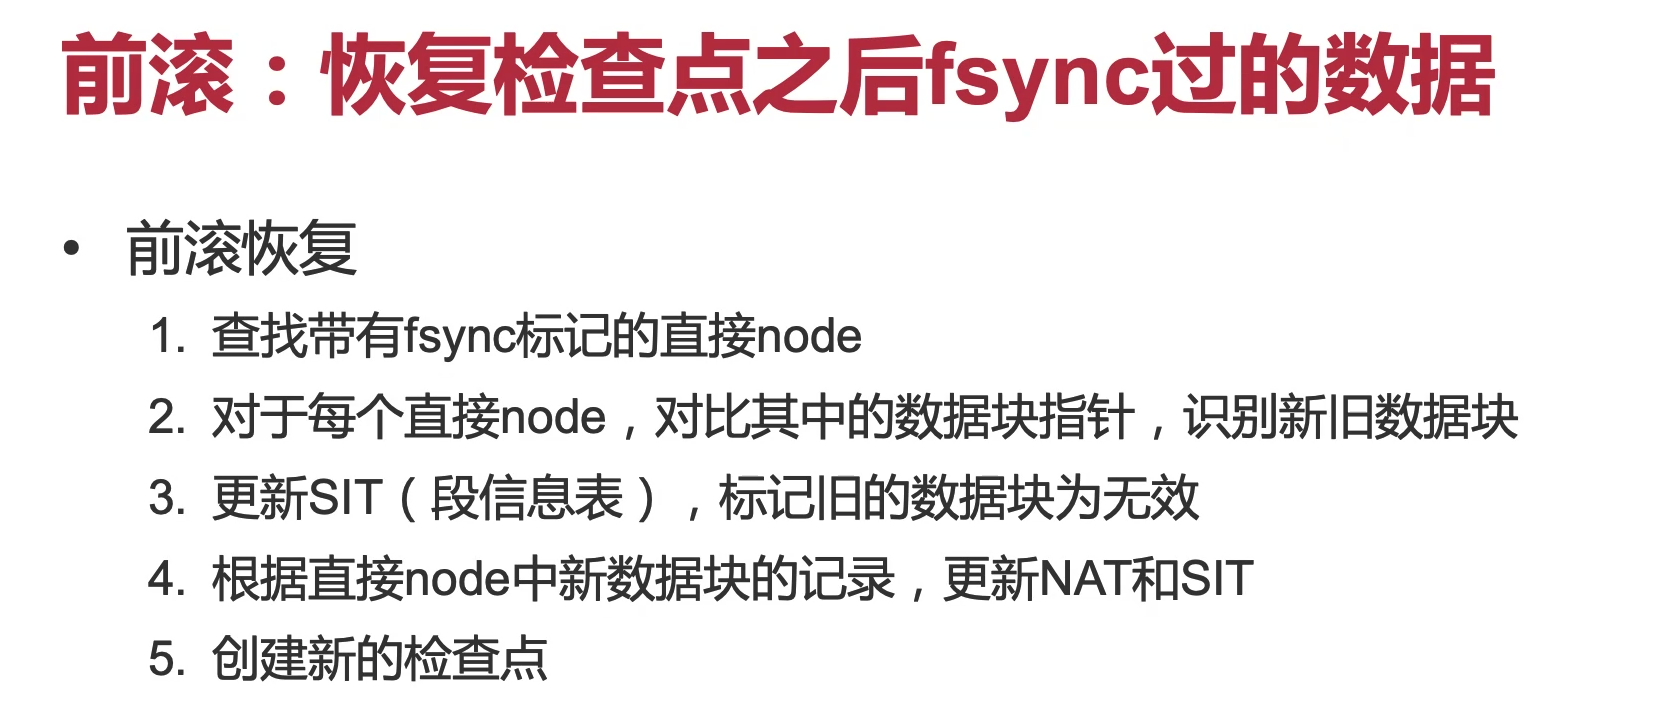 前滚：恢复检查点之后fsync过的数据
• 前滚恢复
1. 查找带有fsync标记的直接node
2. 对于每个直接node，对比其中的数据块指针，识别新旧数据块
3. 更新SIT（段信息表），标记旧的数据块为无效
4. 根据直接node中新数据块的记录，更新NAT和SIT
5. 创建新的检查点